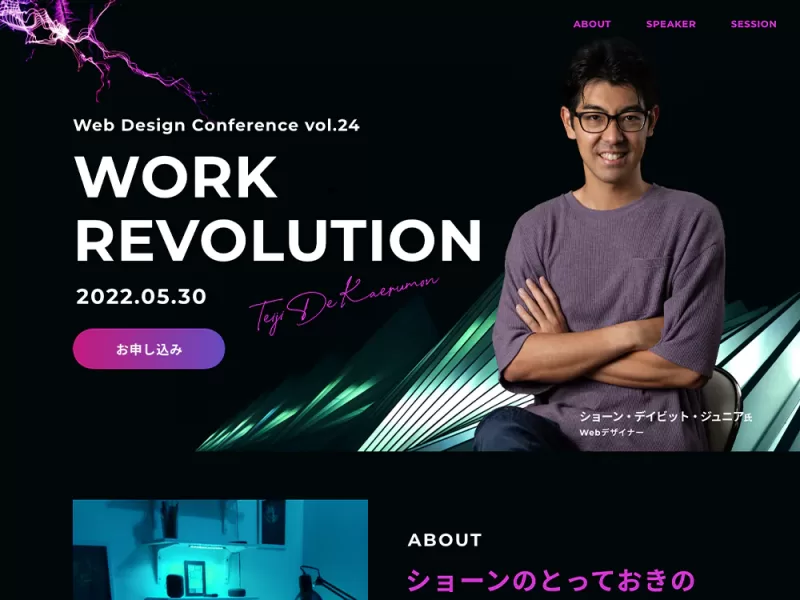 ABOUT SPEAKER SESSION
Web Design Conference vol.24
WORK
REVOLUTION
2022.05.30
Teiji De Kaerumon
お申し込み
ショーン・デイビット・ジュニア氏
Webデザイナー
ABOUT
ショーンのとっておきの